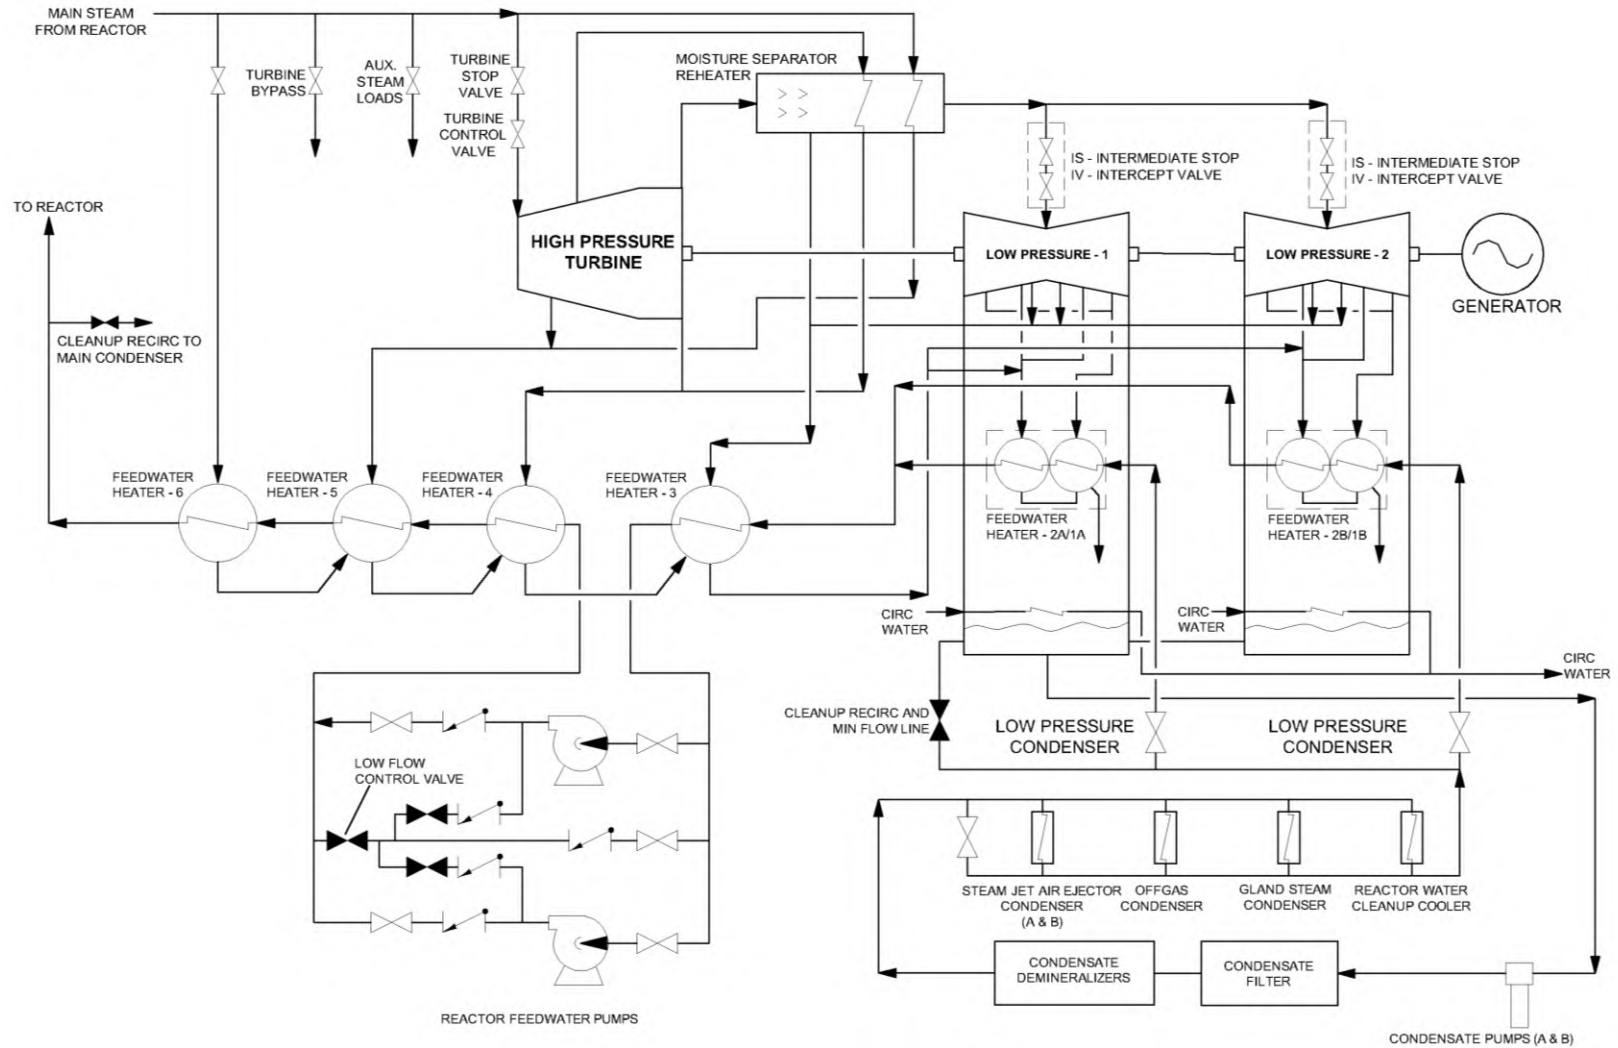 MAIN STEAM
FROM REACTOR
TURBINE
BYPASS
AUX.
STEAM
LOADS
TURBINE
STOP
VALVE
TURBINE
CONTROL
VALVE
MOISTURE SEPARATOR
REHEATER
IS - INTERMEDIATE STOP
IV - INTERCEPT VALVE
IS - INTERMEDIATE STOP
IV - INTERCEPT VALVE
TO REACTOR
HIGH PRESSURE
TURBINE
LOW PRESSURE - 1
LOW PRESSURE - 2
GENERATOR
CLEANUP RECIRC TO
MAIN CONDENSER
FEEDWATER
HEATER - 6
FEEDWATER
HEATER - 5
FEEDWATER
HEATER - 4
FEEDWATER
HEATER - 3
FEEDWATER
HEATER - 2A/1A
FEEDWATER
HEATER - 2B/1B
CIRC
WATER
CIRC
WATER
CIRC
WATER
CLEANUP RECIRC AND
MIN FLOW LINE
LOW PRESSURE
CONDENSER
LOW PRESSURE
CONDENSER
LOW FLOW
CONTROL VALVE
STEAM JET AIR EJECTOR
CONDENSER
(A & B)
OFFGAS
CONDENSER
GLAND STEAM
CONDENSER
REACTOR WATER
CLEANUP COOLER
CONDENSATE
DEMINERALIZERS
CONDENSATE
FILTER
REACTOR FEEDWATER PUMPS
CONDENSATE PUMPS (A & B)